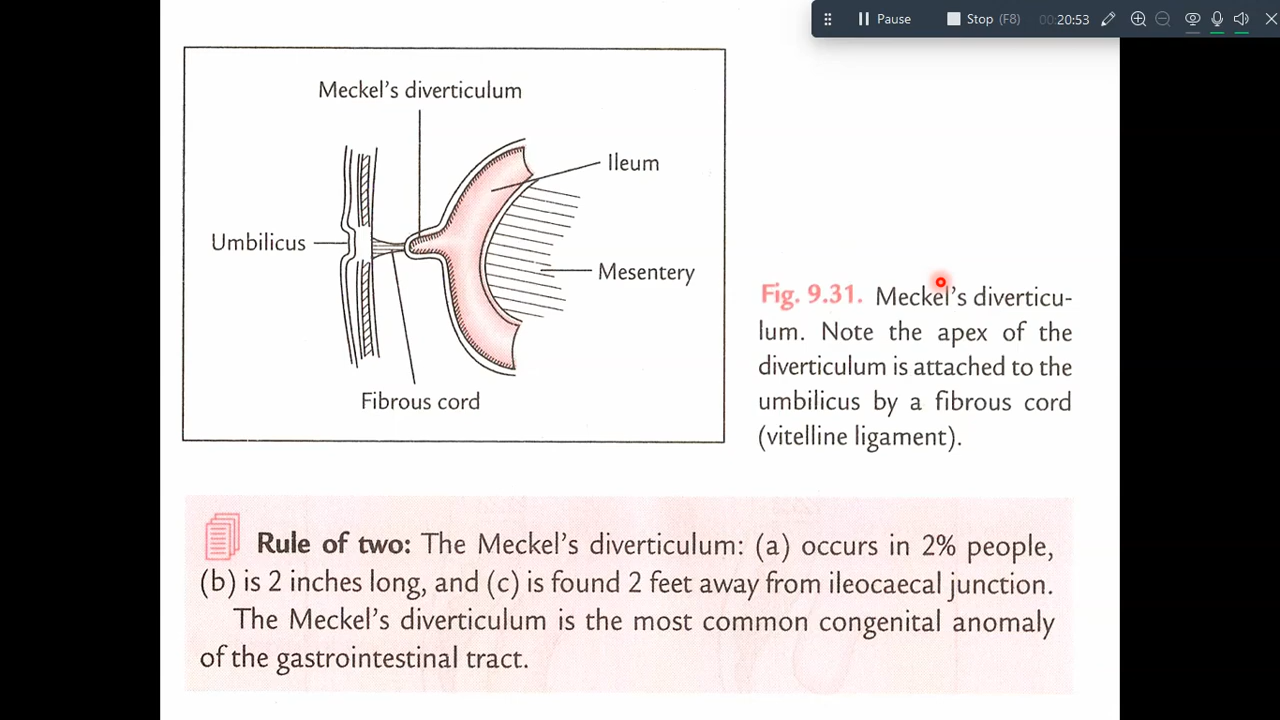 Pause Stop (F8) 00:20:53
Meckel's diverticulum
Ileum
Umbilicus
Mesentery
Fibrous cord
Fig. 9.31. Meckel's diverticu-
lum. Note the apex of the
diverticulum is attached to the
umbilicus by a fibrous cord
(vitelline ligament).
Rule of two: The Meckel's diverticulum: (a) occurs in 2% people,
(b) is 2 inches long, and (c) is found 2 feet away from ileocaecal junction.
The Meckel's diverticulum is the most common congenital anomaly
of the gastrointestinal tract.